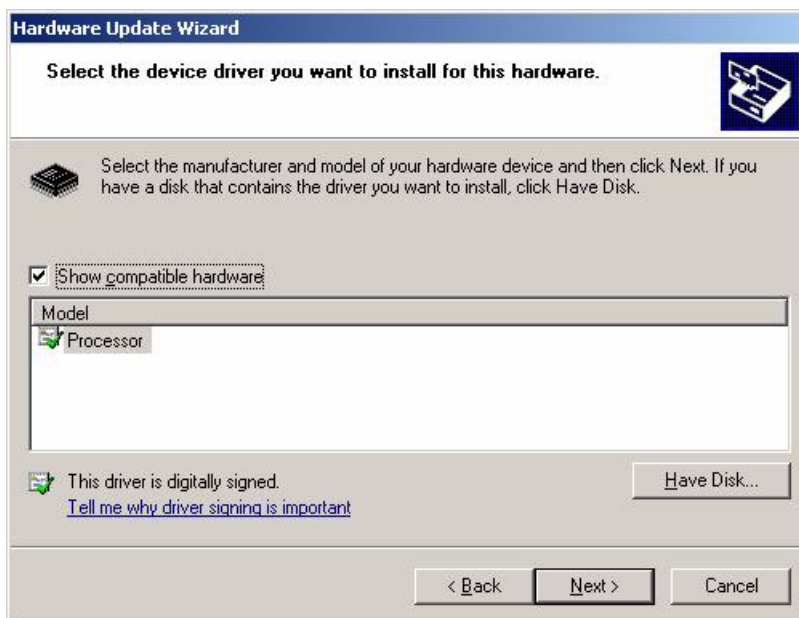 Hardware Update Wizard
Select the device driver you want to install for this hardware.
Select the manufacturer and model of your hardware device and then click Next. If you
have a disk that contains the driver you want to install, click Have Disk.
Show compatible hardware
Model
Processor
This driver is digitally signed.
Have Disk...
Tell me why driver signing is important
< Back
Next >
Cancel